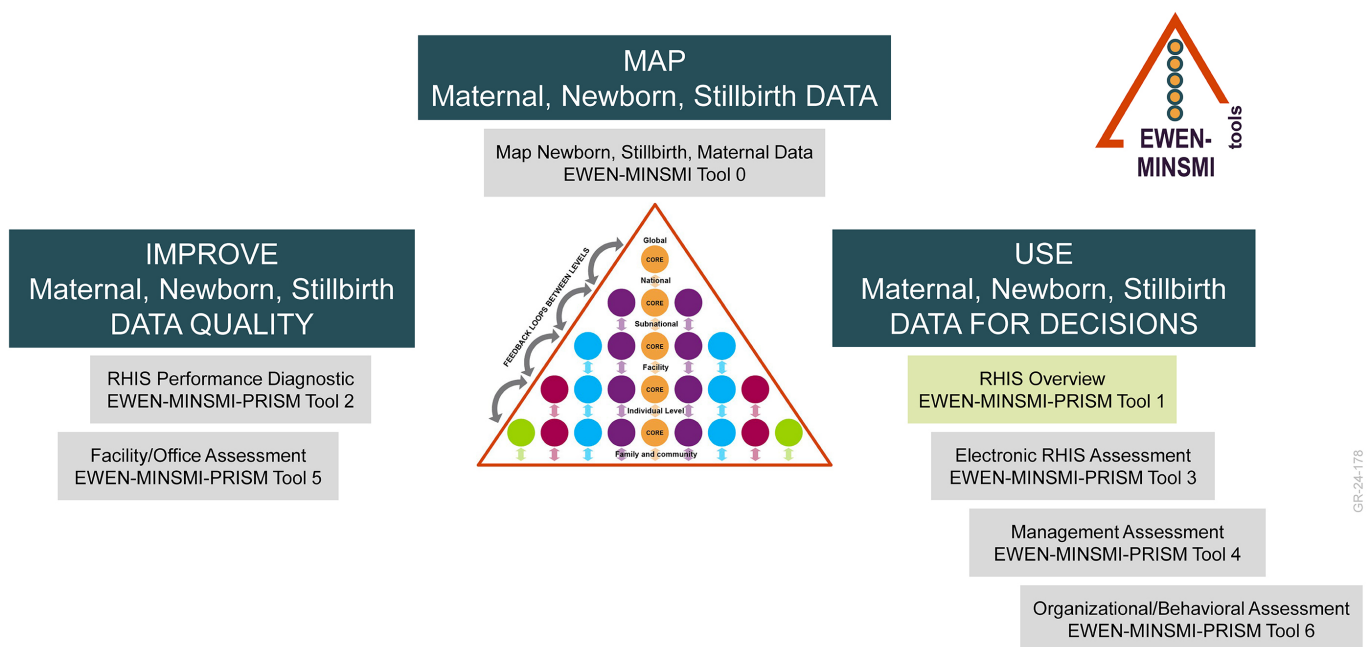 MAP
Maternal, Newborn, Stillbirth DATA
Map Newborn, Stillbirth, Maternal Data
EWEN-MINSMI Tool 0
EWEN-
MINSMI
tools
IMPROVE
Maternal, Newborn, Stillbirth
DATA QUALITY
RHIS Performance Diagnostic
EWEN-MINSMI-PRISM Tool 2
Facility/Office Assessment
EWEN-MINSMI-PRISM Tool 5
FEEDBACK LOOPS BETWEEN LEVELS
Global
CORE
National
CORE
Subnational
CORE
Facility
CORE
Individual Level
CORE
Family and community
USE
Maternal, Newborn, Stillbirth
DATA FOR DECISIONS
RHIS Overview
EWEN-MINSMI-PRISM Tool 1
Electronic RHIS Assessment
EWEN-MINSMI-PRISM Tool 3
Management Assessment
EWEN-MINSMI-PRISM Tool 4
Organizational/Behavioral Assessment
EWEN-MINSMI-PRISM Tool 6
GR-24-178